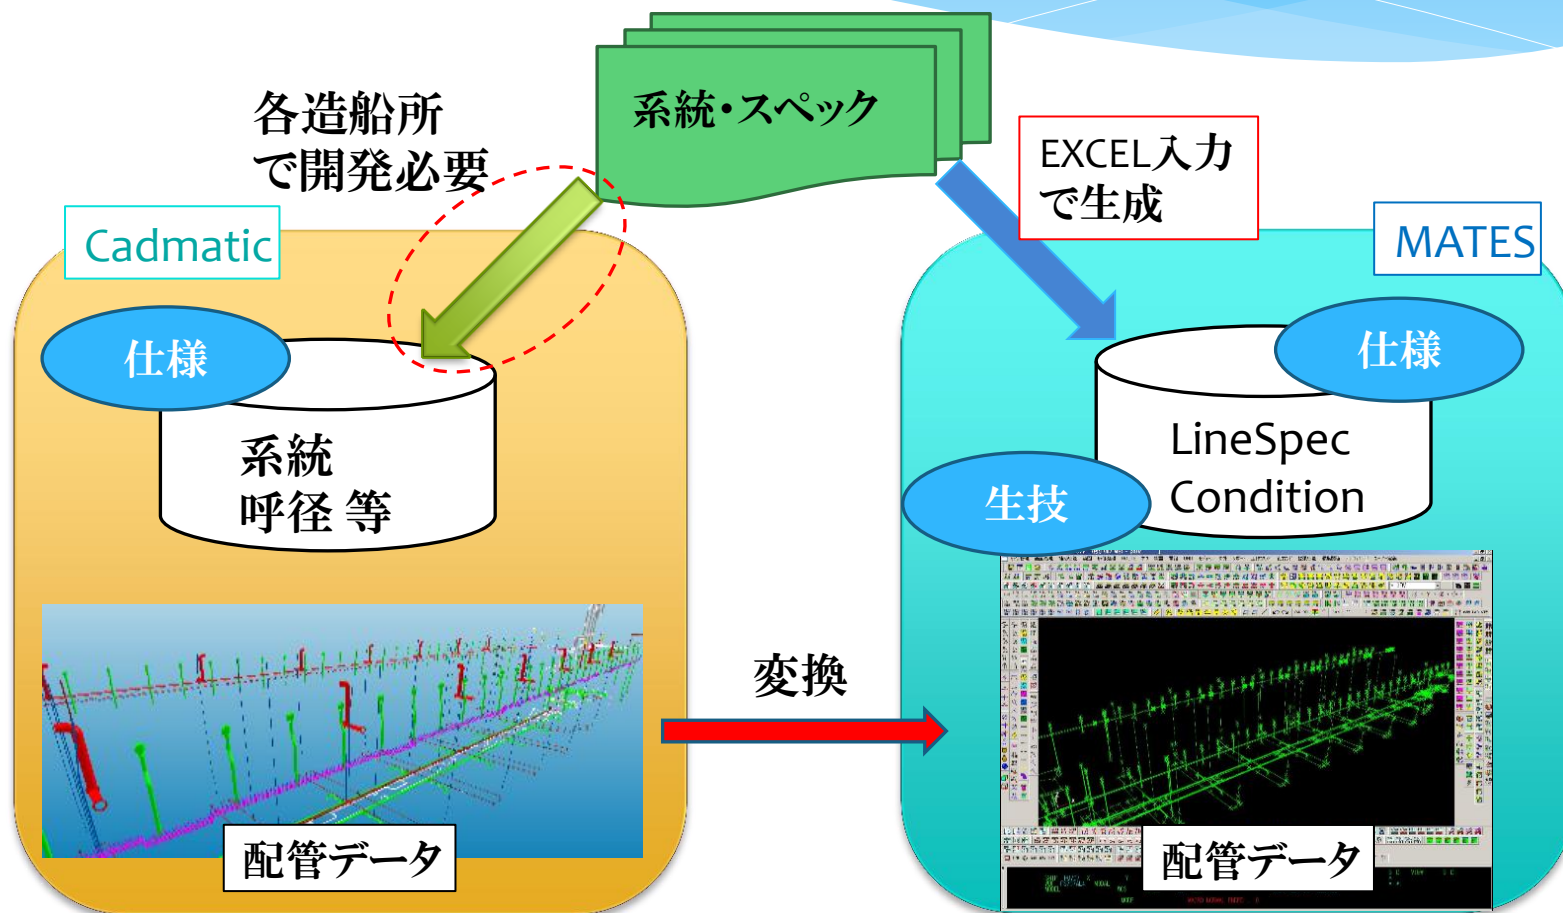 系統・スペック
各造船所
で開発必要
EXCEL入力
で生成
Cadmatic
MATES
仕様
系統
呼径 等
仕様
LineSpec
Condition
生技
変換
配管データ
配管データ